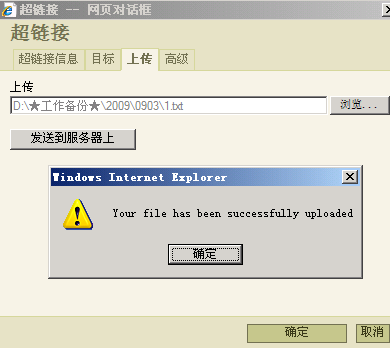 超链接 -- 网页对话框
超链接
超链接信息 目标 上传 高级
上传
D:\★工作备份★\2009\0903\1.txt 浏览...
发送到服务器上
Windows Internet Explorer
Your file has been successfully uploaded
确定
确定 取消